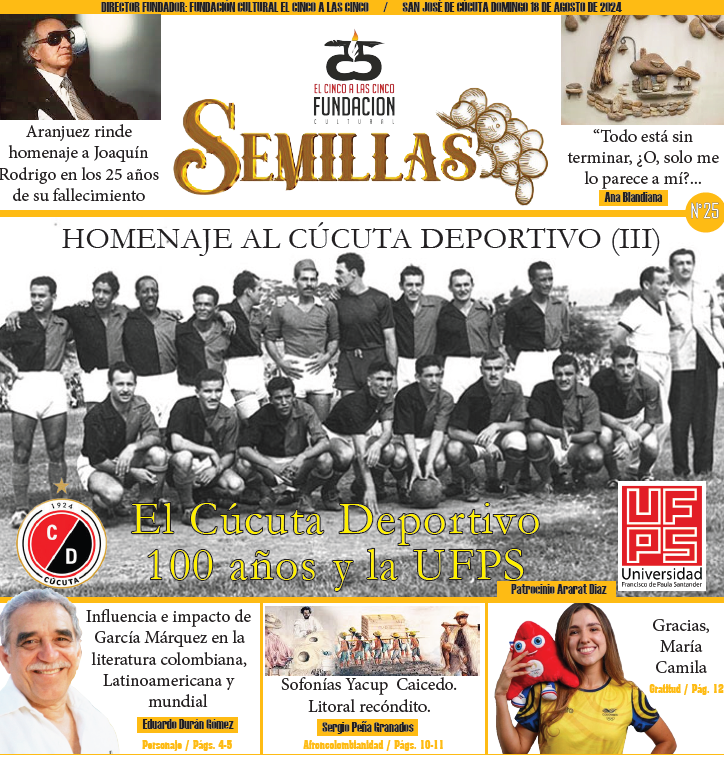 DIRECTOR FUNDADOR: FUNDACIÓN CULTURAL EL CINCO A LAS CINCO / SAN JOSÉ DE CÚCUTA DOMINGO 18 DE AGOSTO DE 2024
EL CINCO A LAS CINCO
FUNDACION
CULTURAL
SEMILLAS
Aranjuez rinde
homenaje a Joaquín
Rodrigo en los 25 años
de su fallecimiento
“Todo está sin
terminar, ¿O, solo me
lo parece a mí?...
Ana Blandiana
N°25
HOMENAJE AL CÚCUTA DEPORTIVO (III)
1924
C
D
CÚCUTA
El Cúcuta Deportivo
100 años y la UFPS
UF
PS
Universidad
Francisco de Paula Santander
Patrocinio Ararat Díaz
Influencia e impacto de
García Márquez en la
literatura colombiana,
Latinoamericana y
mundial
Eduardo Durán Gómez
Personaje / Págs. 4-5
Sofonías Yacup Caicedo.
Litoral recóndito.
Sergio Peña Granados
Afrocolombianidad / Págs. 10-11
Gracias,
María
Camila
Gratitud / Pág. 12